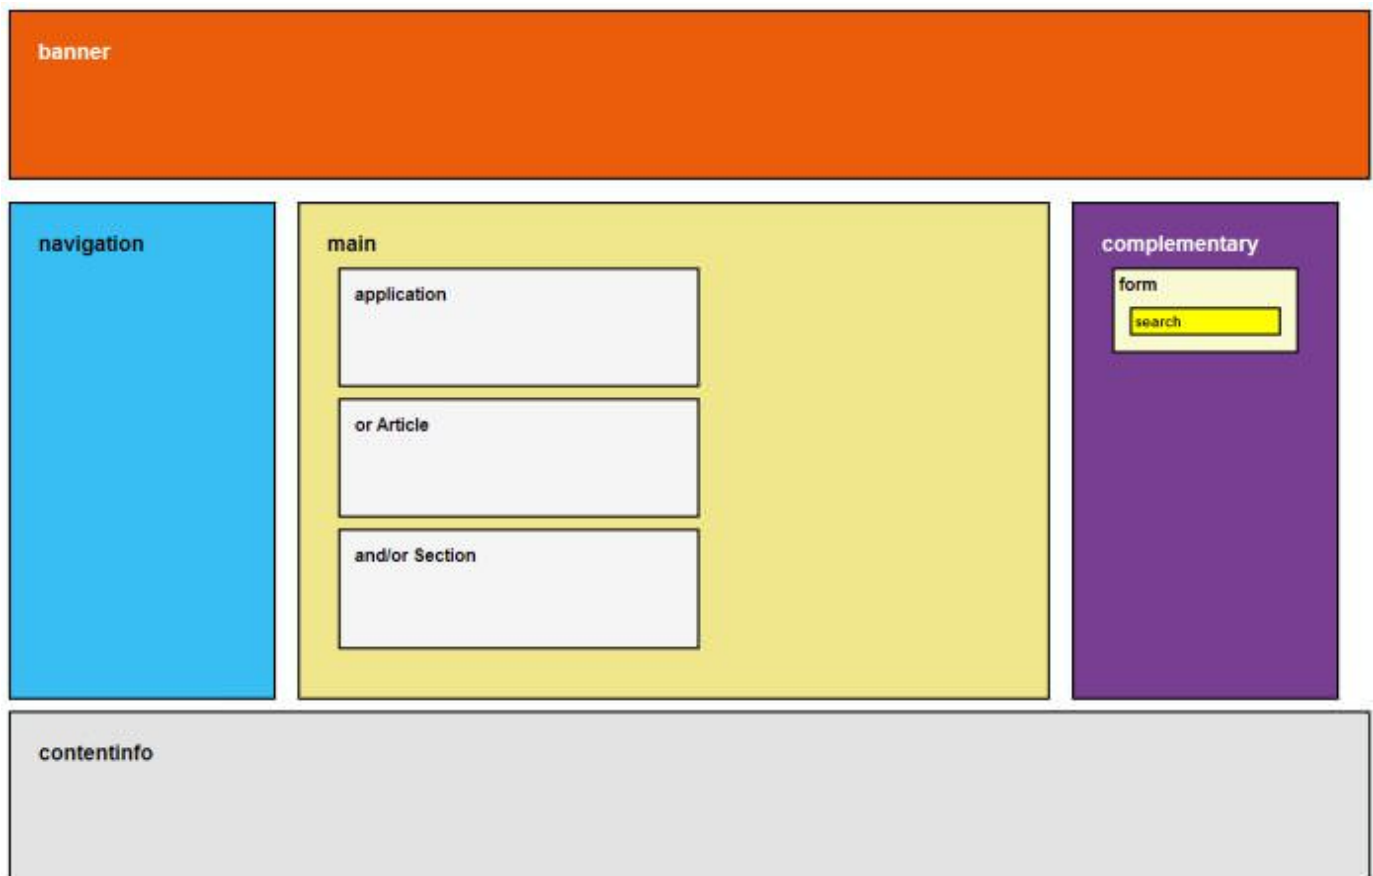 banner
navigation
main
application
or Article
and/or Section
complementary
form
search
contentinfo